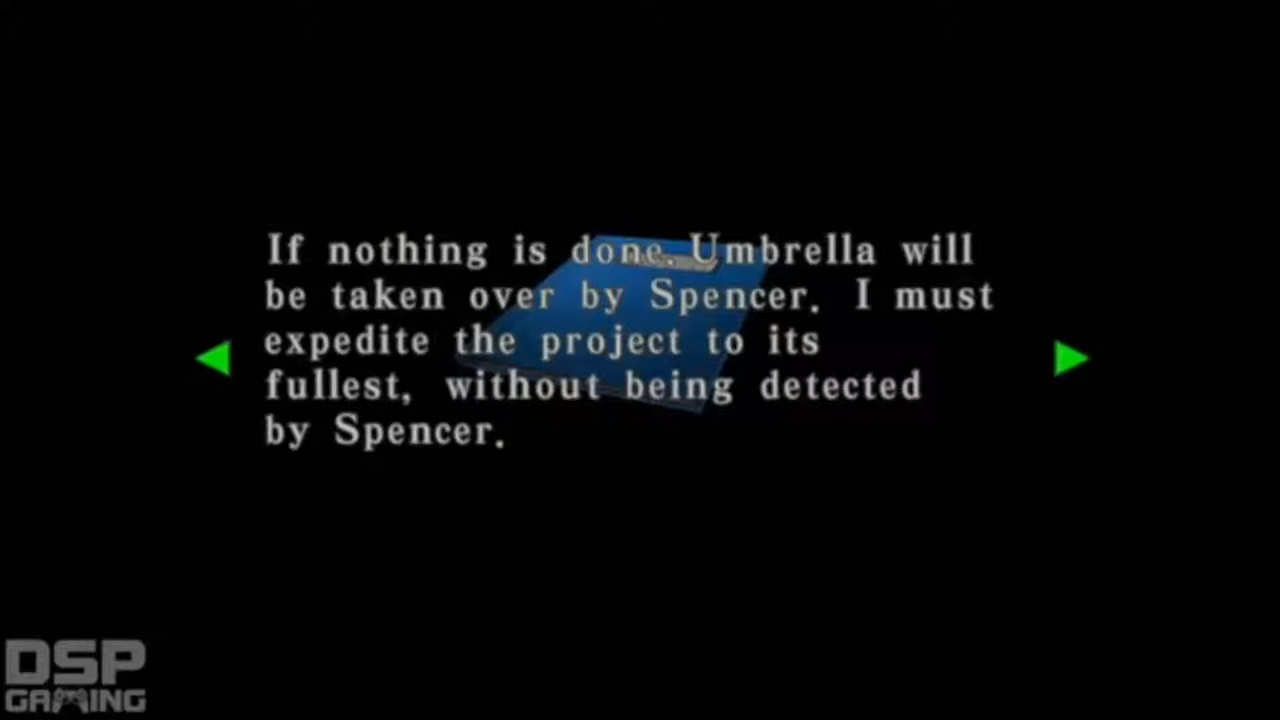 If nothing is done, Umbrella will
be taken over by Spencer. I must
expedite the project to its
fullest, without being detected
by Spencer.
DSP
GAMING